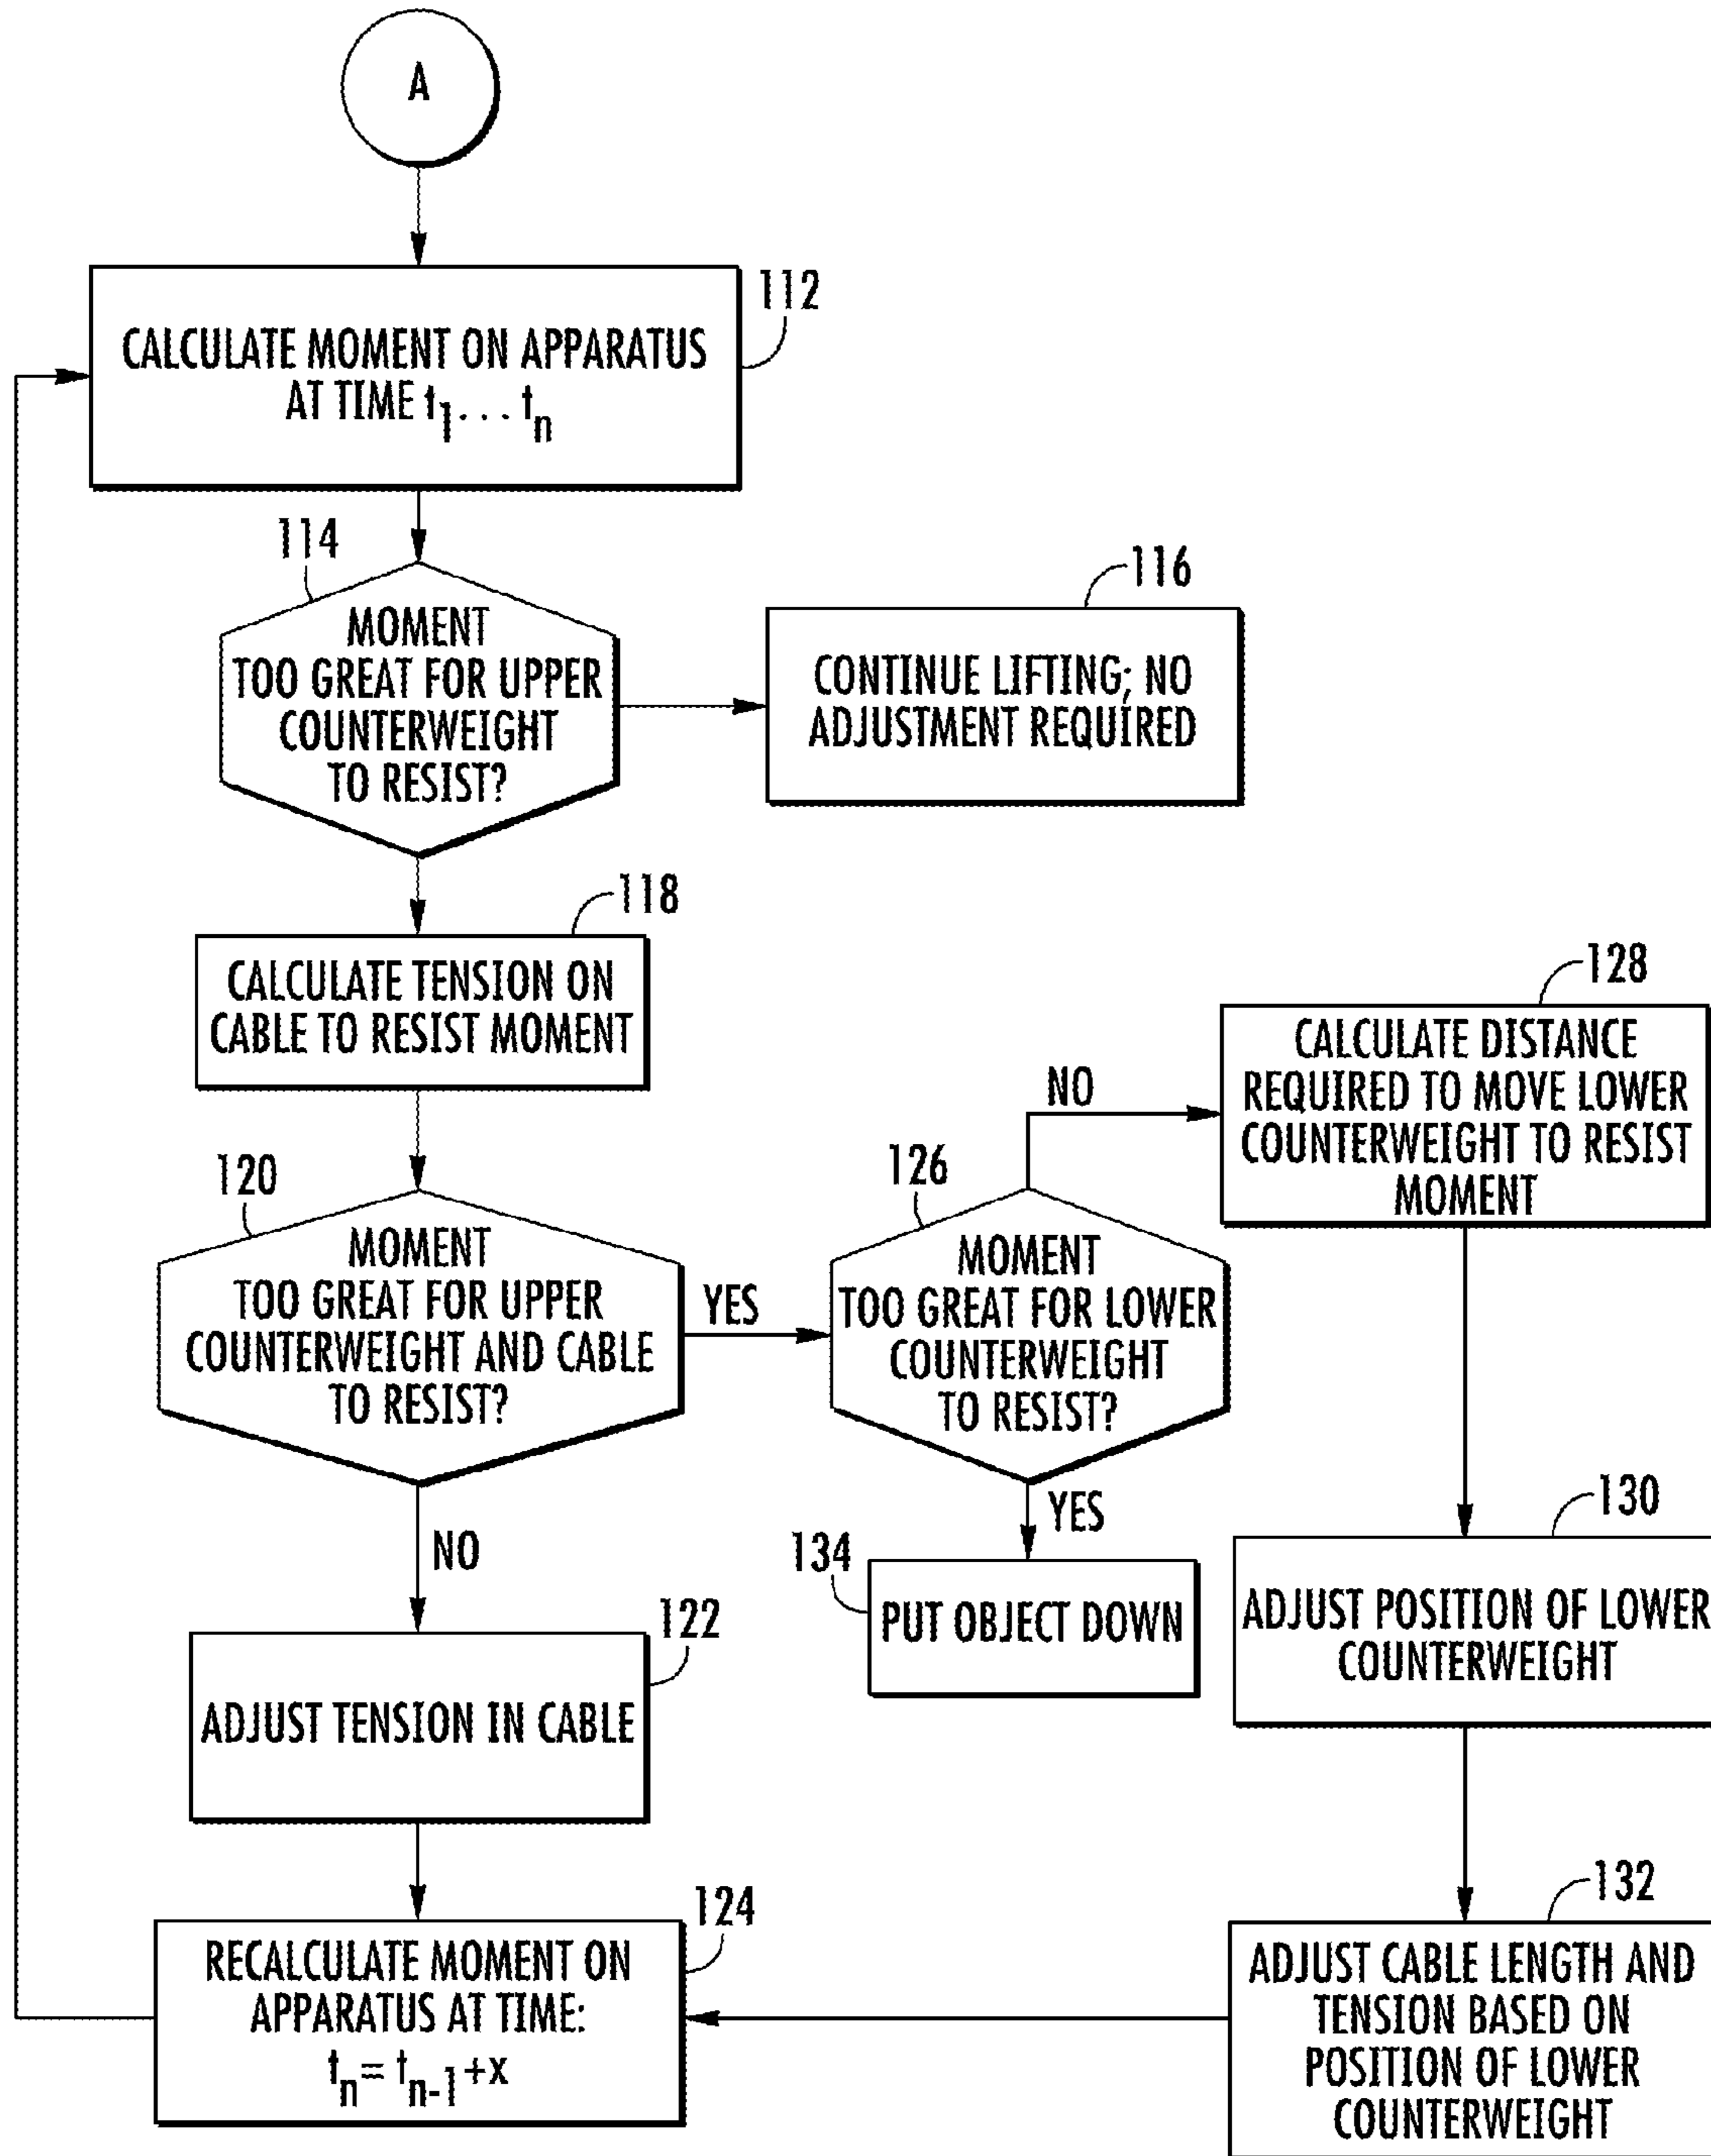 A
112
CALCULATE MOMENT ON APPARATUS
AT TIME t1 . . . tn
114
MOMENT
TOO GREAT FOR UPPER
COUNTERWEIGHT
TO RESIST?
116
CONTINUE LIFTING; NO
ADJUSTMENT REQUIRED
118
CALCULATE TENSION ON
CABLE TO RESIST MOMENT
120
MOMENT
TOO GREAT FOR UPPER
COUNTERWEIGHT AND CABLE
TO RESIST?
YES
NO
126
MOMENT
TOO GREAT FOR LOWER
COUNTERWEIGHT
TO RESIST?
NO
YES
128
CALCULATE DISTANCE
REQUIRED TO MOVE LOWER
COUNTERWEIGHT TO RESIST
MOMENT
134
PUT OBJECT DOWN
130
ADJUST POSITION OF LOWER
COUNTERWEIGHT
122
ADJUST TENSION IN CABLE
124
RECALCULATE MOMENT ON
APPARATUS AT TIME:
tn = tn-1 +x
132
ADJUST CABLE LENGTH AND
TENSION BASED ON
POSITION OF LOWER
COUNTERWEIGHT